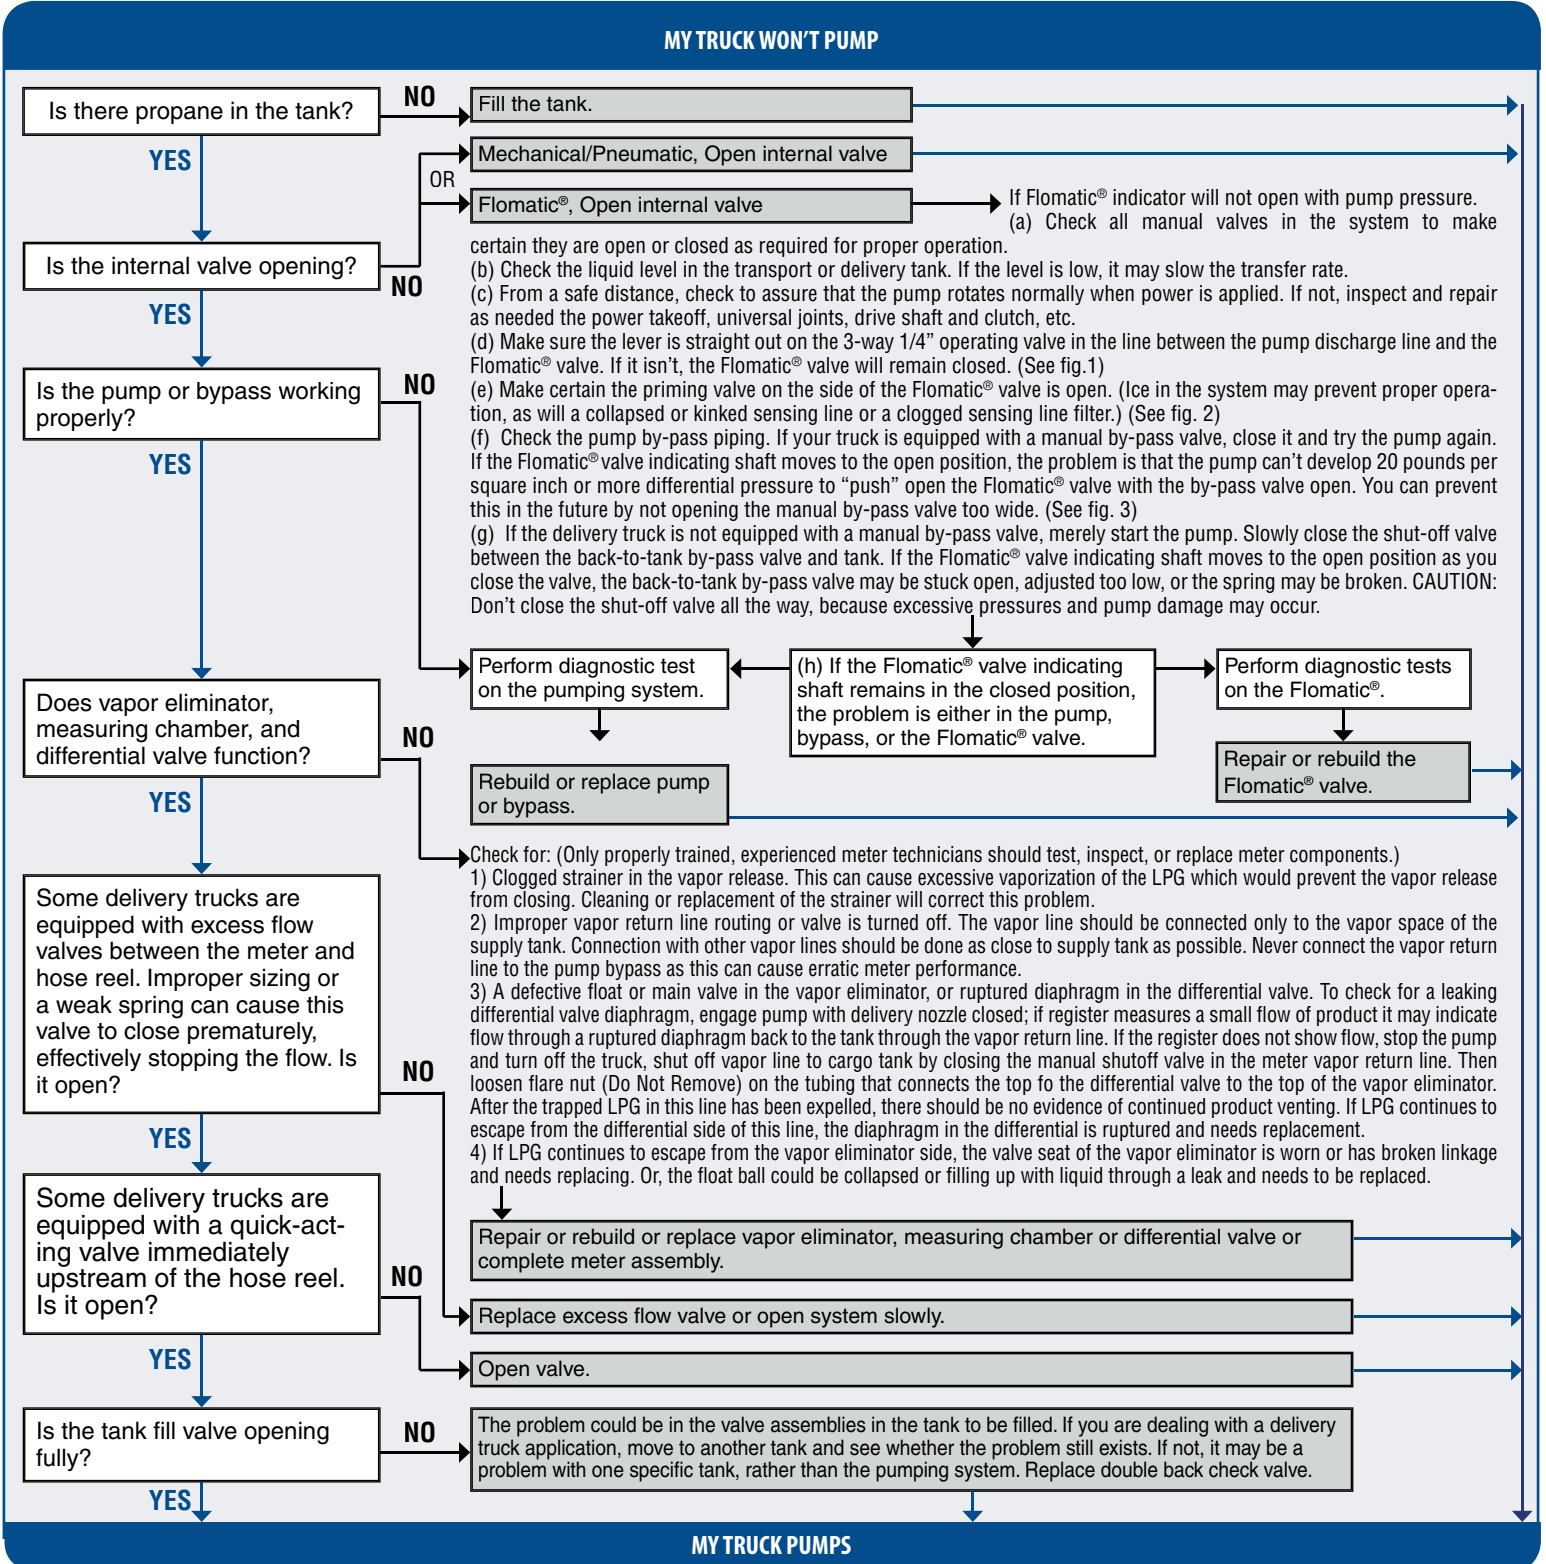 MY TRUCK WON'T PUMP
Is there propane in the tank?
NO
Fill the tank.
YES
Mechanical/Pneumatic, Open internal valve
OR
Flomatic®, Open internal valve
If Flomatic® indicator will not open with pump pressure.
(a) Check all manual valves in the system to make
certain they are open or closed as required for proper operation.
(b) Check the liquid level in the transport or delivery tank. If the level is low, it may slow the transfer rate.
(c) From a safe distance, check to assure that the pump rotates normally when power is applied. If not, inspect and repair
as needed the power takeoff, universal joints, drive shaft and clutch, etc.
(d) Make sure the lever is straight out on the 3-way 1/4” operating valve in the line between the pump discharge line and the
Flomatic® valve. If it isn't, the Flomatic® valve will remain closed. (See fig.1)
(e) Make certain the priming valve on the side of the Flomatic® valve is open. (Ice in the system may prevent proper opera-
tion, as will a collapsed or kinked sensing line or a clogged sensing line filter.) (See fig. 2)
(f) Check the pump by-pass piping. If your truck is equipped with a manual by-pass valve, close it and try the pump again.
If the Flomatic® valve indicating shaft moves to the open position, the problem is that the pump can't develop 20 pounds per
square inch or more differential pressure to “push” open the Flomatic® valve with the by-pass valve open. You can prevent
this in the future by not opening the manual by-pass valve too wide. (See fig. 3)
(g) If the delivery truck is not equipped with a manual by-pass valve, merely start the pump. Slowly close the shut-off valve
between the back-to-tank by-pass valve and tank. If the Flomatic® valve indicating shaft moves to the open position as you
close the valve, the back-to-tank by-pass valve may be stuck open, adjusted too low, or the spring may be broken. CAUTION:
Don't close the shut-off valve all the way, because excessive pressures and pump damage may occur.
Is the internal valve opening?
NO
YES
Is the pump or bypass working
properly?
NO
YES
Perform diagnostic test
on the pumping system.
(h) If the Flomatic® valve indicating
shaft remains in the closed position,
the problem is either in the pump,
bypass, or the Flomatic® valve.
Perform diagnostic tests
on the Flomatic®.
Rebuild or replace pump
or bypass.
Repair or rebuild the
Flomatic® valve.
Does vapor eliminator,
measuring chamber, and
differential valve function?
NO
YES
Check for: (Only properly trained, experienced meter technicians should test, inspect, or replace meter components.)
1) Clogged strainer in the vapor release. This can cause excessive vaporization of the LPG which would prevent the vapor release
from closing. Cleaning or replacement of the strainer will correct this problem.
2) Improper vapor return line routing or valve is turned off. The vapor line should be connected only to the vapor space of the
supply tank. Connection with other vapor lines should be done as close to supply tank as possible. Never connect the vapor return
line to the pump bypass as this can cause erratic meter performance.
3) A defective float or main valve in the vapor eliminator, or ruptured diaphragm in the differential valve. To check for a leaking
differential valve diaphragm, engage pump with delivery nozzle closed; if register measures a small flow of product it may indicate
flow through a ruptured diaphragm back to the tank through the vapor return line. If the register does not show flow, stop the pump
and turn off the truck, shut off vapor line to cargo tank by closing the manual shutoff valve in the meter vapor return line. Then
loosen flare nut (Do Not Remove) on the tubing that connects the top fo the differential valve to the top of the vapor eliminator.
After the trapped LPG in this line has been expelled, there should be no evidence of continued product venting. If LPG continues to
escape from the differential side of this line, the diaphragm in the differential is ruptured and needs replacement.
4) If LPG continues to escape from the vapor eliminator side, the valve seat of the vapor eliminator is worn or has broken linkage
and needs replacing. Or, the float ball could be collapsed or filling up with liquid through a leak and needs to be replaced.
Repair or rebuild or replace vapor eliminator, measuring chamber or differential valve or
complete meter assembly.
Some delivery trucks are
equipped with excess flow
valves between the meter and
hose reel. Improper sizing or
a weak spring can cause this
valve to close prematurely,
effectively stopping the flow. Is
it open?
NO
YES
Replace excess flow valve or open system slowly.
Some delivery trucks are
equipped with a quick-act-
ing valve immediately
upstream of the hose reel.
Is it open?
NO
YES
Open valve.
Is the tank fill valve opening
fully?
NO
YES
The problem could be in the valve assemblies in the tank to be filled. If you are dealing with a delivery
truck application, move to another tank and see whether the problem still exists. If not, it may be a
problem with one specific tank, rather than the pumping system. Replace double back check valve.
MY TRUCK PUMPS